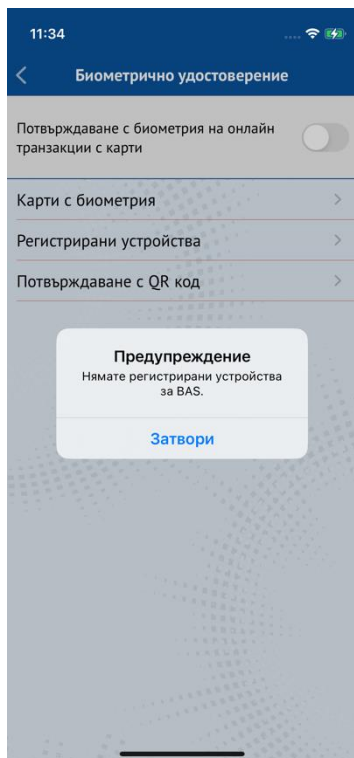 11:34
Биометрично удостоверение
Потвърждаване с биометрия на онлайн
транзакции с карти
Карти с биометрия
Регистрирани устройства
Потвърждаване с QR код
Предупреждение
Нямате регистрирани устройства
за BAS.
Затвори